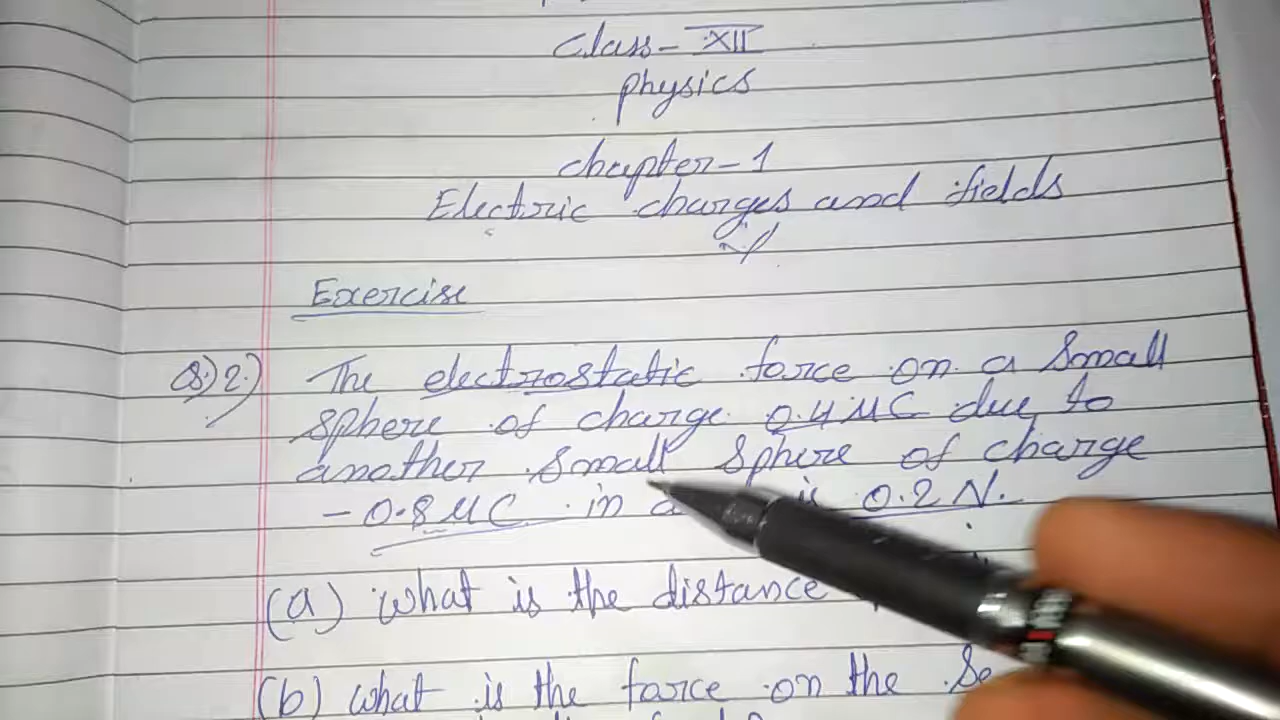 Class - XII
physics
chapter - 1
Electric charges and fields
Exercise
Q.) 2.) The electrostatic force on a small
sphere of charge 0.4 μC due to
another small sphere of charge
- 0.8 μC in is 0.2 N.
(a) what is the distance
(b) what is the force on the